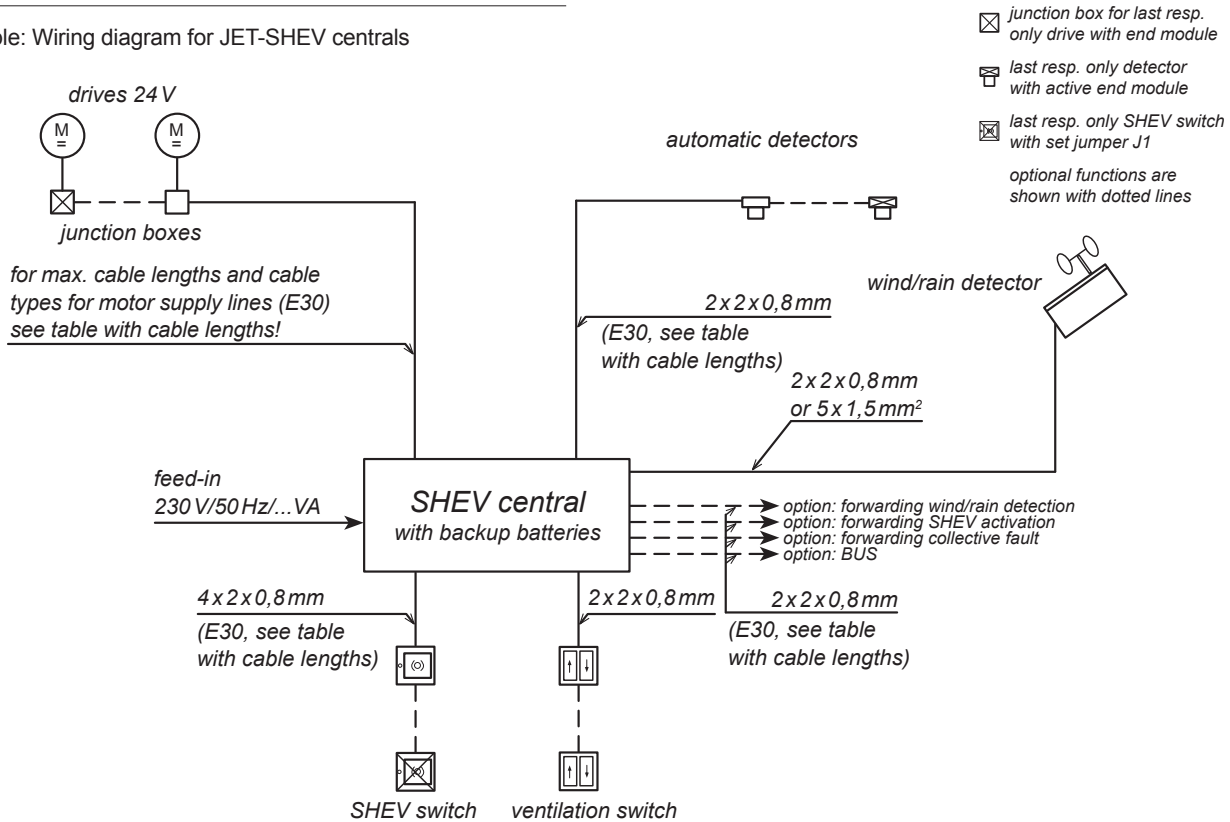 ple: Wiring diagram for JET-SHEV centrals
junction box for last resp.
only drive with end module
last resp. only detector
with active end module
last resp. only SHEV switch
with set jumper J1
optional functions are
shown with dotted lines
drives 24 V
M
=
M
=
junction boxes
automatic detectors
for max. cable lengths and cable
types for motor supply lines (E30)
see table with cable lengths!
wind/rain detector
2 x 2 x 0,8 mm
(E30, see table
with cable lengths)
2 x 2 x 0,8 mm
or 5 x 1,5 mm²
feed-in
230 V/50 Hz/...VA
SHEV central
with backup batteries
option: forwarding wind/rain detection
option: forwarding SHEV activation
option: forwarding collective fault
option: BUS
4 x 2 x 0,8 mm
(E30, see table
with cable lengths)
2 x 2 x 0,8 mm
2 x 2 x 0,8 mm
(E30, see table
with cable lengths)
SHEV switch
ventilation switch